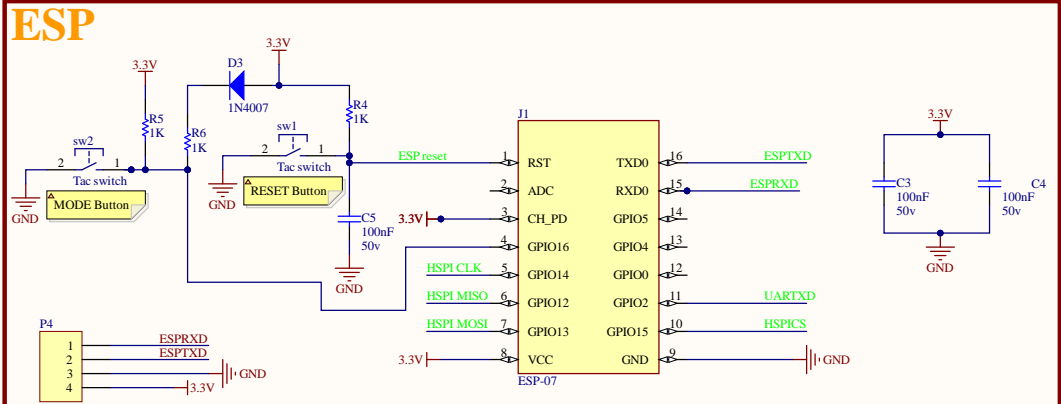 ESP
3.3V
D3
1N4007
3.3V
R5
1K
R6
1K
R4
1K
sw2
2
1
Tac switch
MODE Button
GND
sw1
2
1
Tac switch
RESET Button
GND
C5
100nF
50v
GND
ESP reset
3.3V
HSPI CLK
HSPI MISO
HSPI MOSI
3.3V
J1
1 RST TXD0 16
2 ADC RXD0 15
3 CH_PD GPIO5 14
4 GPIO16 GPIO4 13
5 GPIO14 GPIO0 12
6 GPIO12 GPIO2 11
7 GPIO13 GPIO15 10
8 VCC GND 9
ESP-07
ESPTXD
ESPRXD
UARTXD
HSPICS
GND
3.3V
C3
100nF
50v
C4
100nF
50v
GND
P4
1 ESPRXD
2 ESPTXD
3 GND
4 3.3V